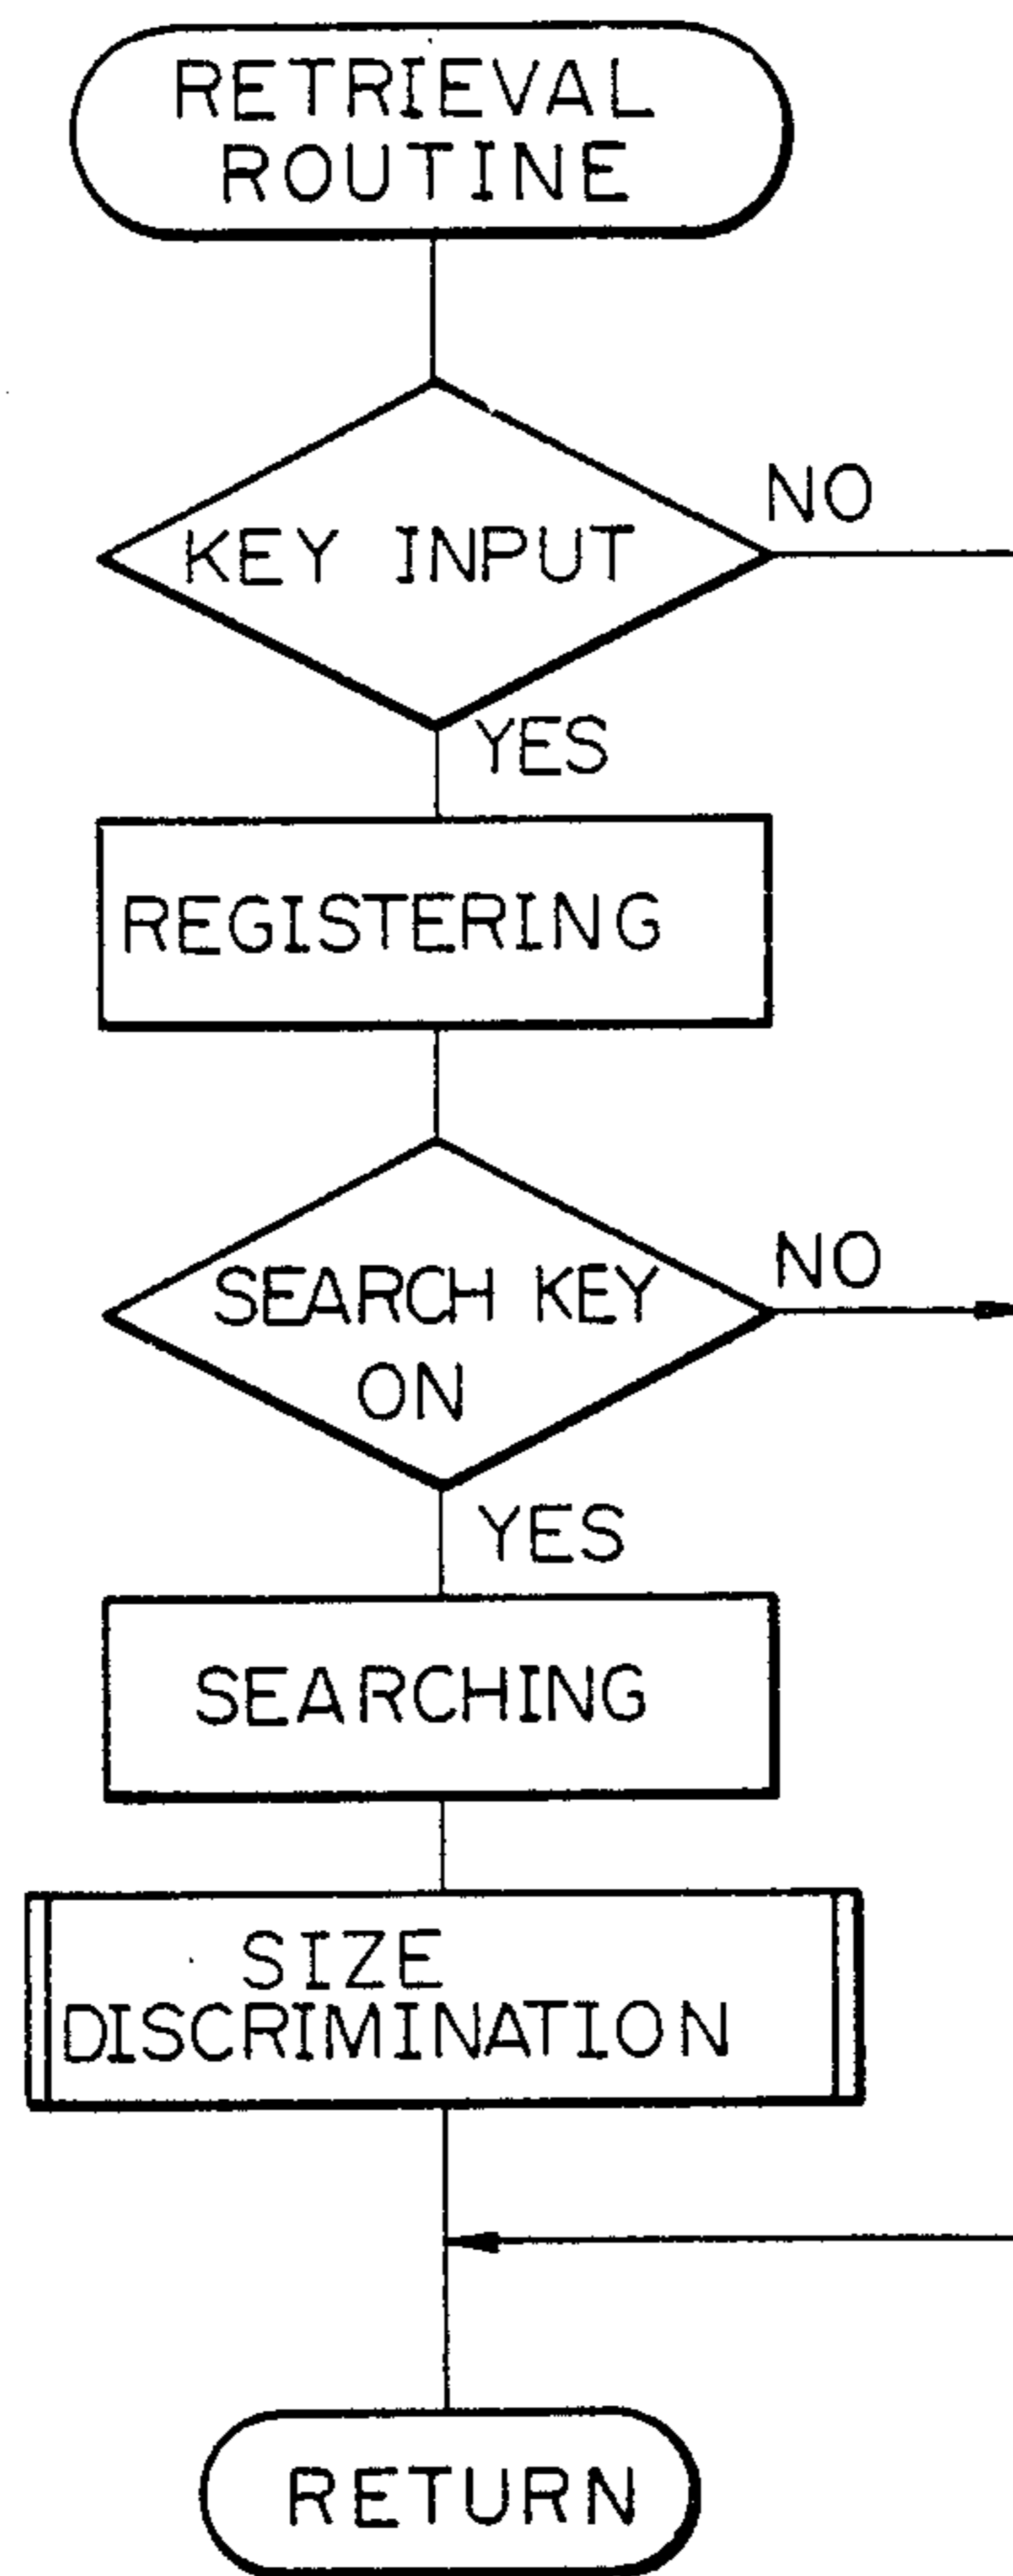 RETRIEVAL
ROUTINE
KEY INPUT
NO
YES
REGISTERING
SEARCH KEY
ON
NO
YES
SEARCHING
SIZE
DISCRIMINATION
RETURN